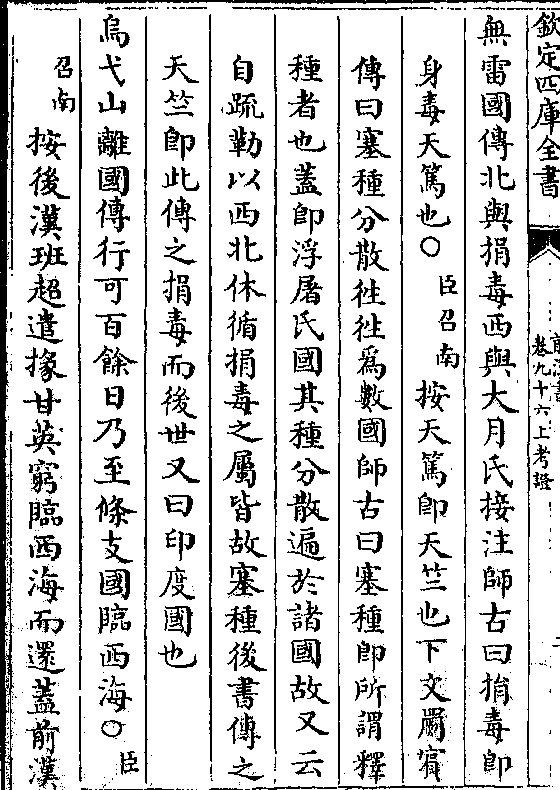 欽定四庫全書
卷九十六上考證
無雷國傳北與捐毒西與大月氏接注師古曰捐毒即
身毒天篤也○臣召南按天篤即天竺也下文罽賓
傳曰塞種分散往往為數國師古曰塞種即所謂釋
種者也蓋即浮屠氏國其種分散遍於諸國故又云
自疏勒以西北休循捐毒之屬皆故塞種後書傳之
天竺即此傳之捐毒而後世又曰印度國也
烏弋山離國傳行可百餘日乃至條支國臨西海○臣
召南按後漢班超遣掾甘英窮臨西海而還蓋前漢